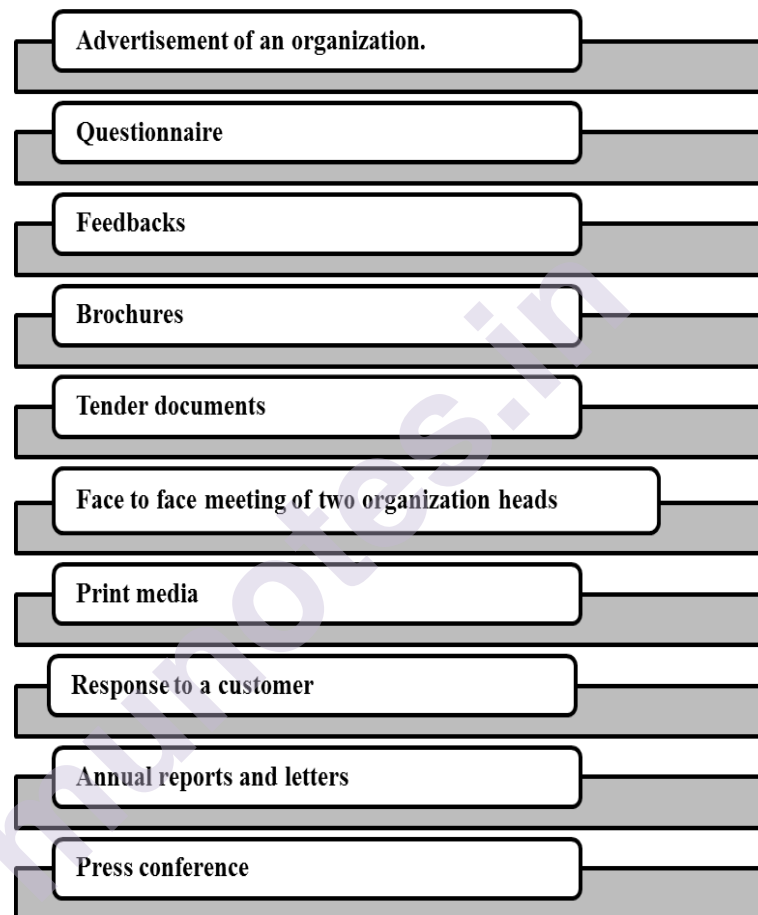 Advertisement of an organization.
Questionnaire
Feedbacks
Brochures
Tender documents
Face to face meeting of two organization heads
Print media
Response to a customer
Annual reports and letters
Press conference
munotes.in